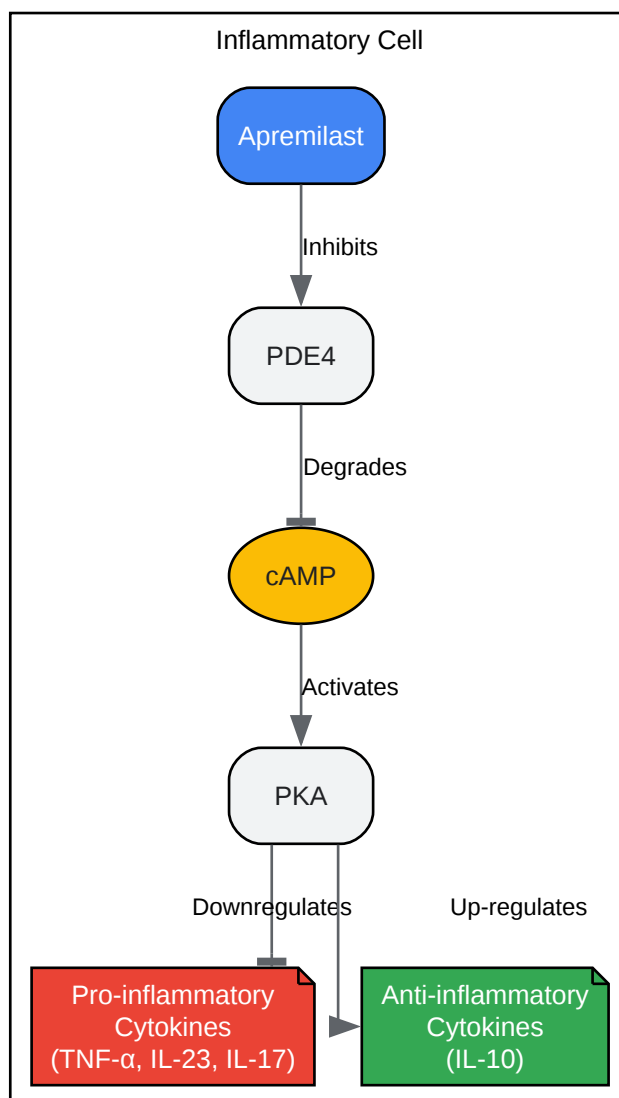 Inflammatory Cell
Apremilast
Inhibits
PDE4
Degrades
cAMP
Activates
PKA
Downregulates
Up-regulates
Pro-inflammatory
Cytokines
(TNF-α, IL-23, IL-17)
Anti-inflammatory
Cytokines
(IL-10)